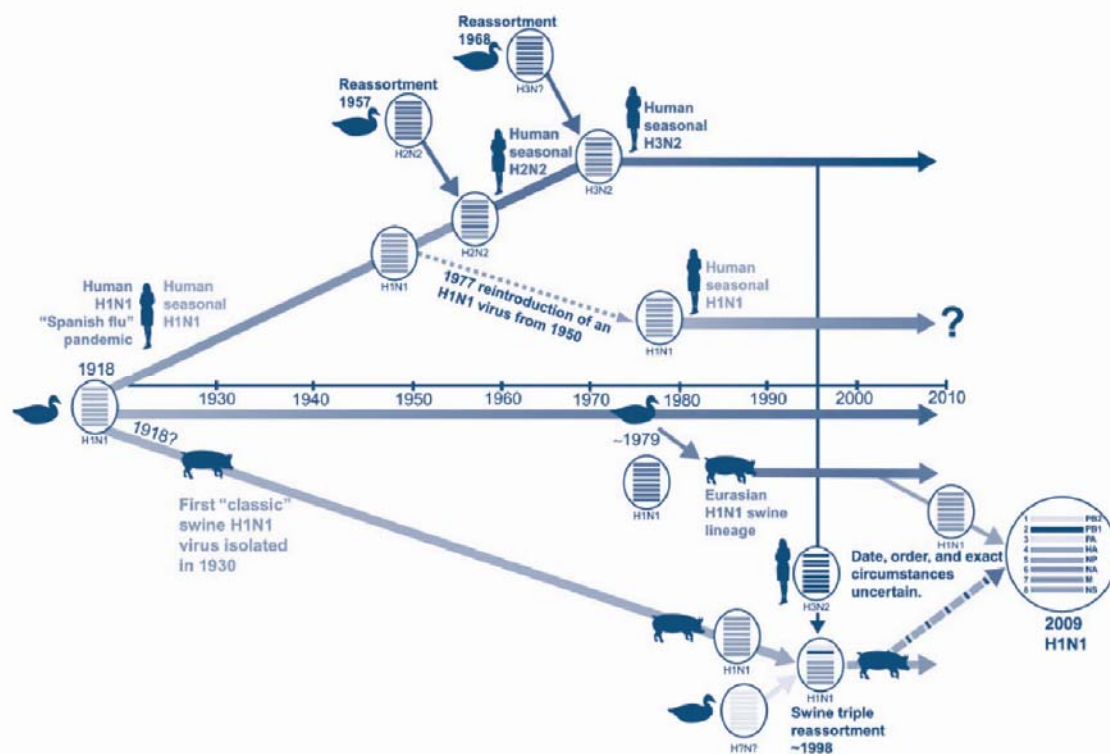 Reassortment
1968
H3N?
Reassortment
1957
H2N2
Human
seasonal
H3N2
Human
seasonal
H2N2
H3N2
H2N2
H1N1
1977 reintroduction of an
H1N1 virus from 1950
Human
seasonal
H1N1
H1N1
?
Human
H1N1
"Spanish flu"
pandemic
Human
seasonal
H1N1
1918
H1N1
1930
1940
1950
1960
1970
1980
1990
2000
2010
1918?
First "classic"
swine H1N1
virus isolated
in 1930
~1979
H1N1
Eurasian
H1N1 swine
lineage
H1N1
1 PB2
2 PB1
3 PA
4 HA
5 NP
6 NA
7 M
8 NS
2009
H1N1
Date, order, and exact
circumstances
uncertain.
H3N2
H1N1
H1N1
H?N?
Swine triple
reassortment
~1998